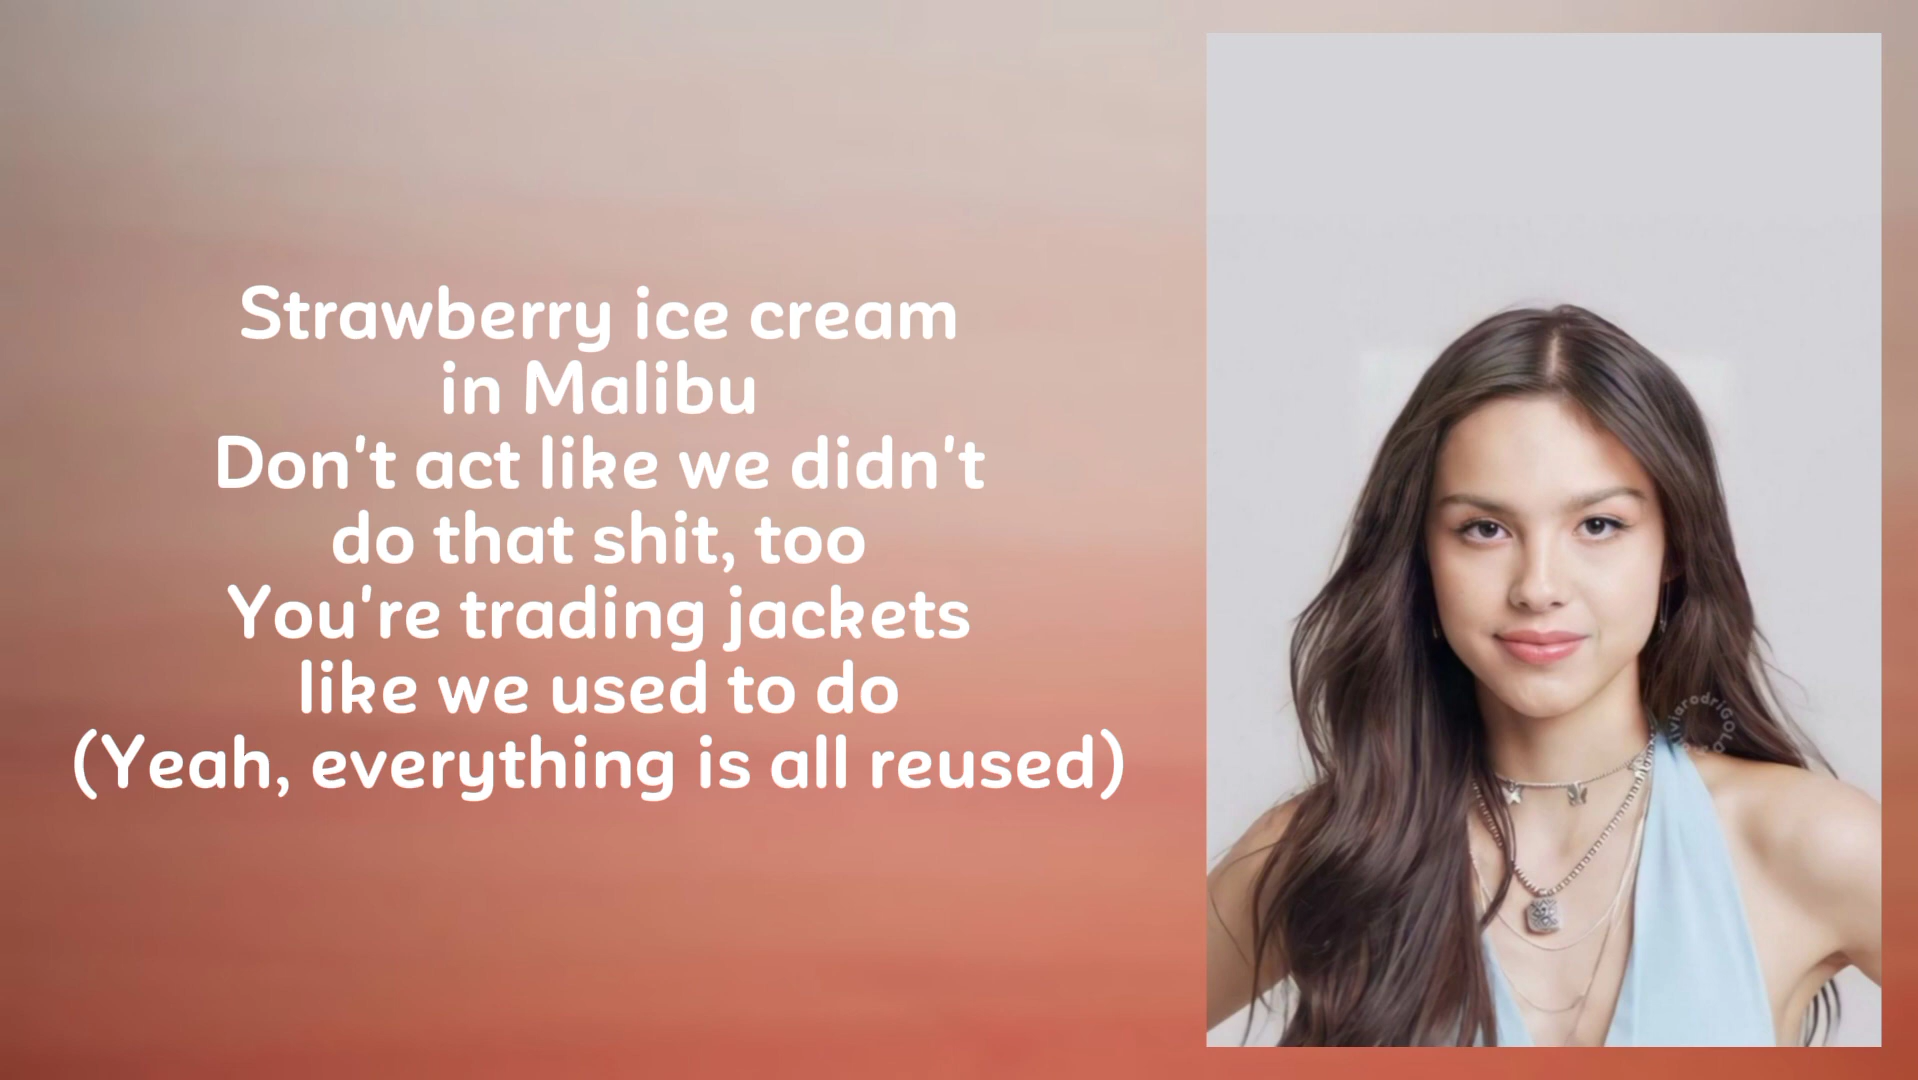 Strawberry ice cream
in Malibu
Don't act like we didn't
do that shit, too
You're trading jackets
like we used to do
(Yeah, everything is all reused)